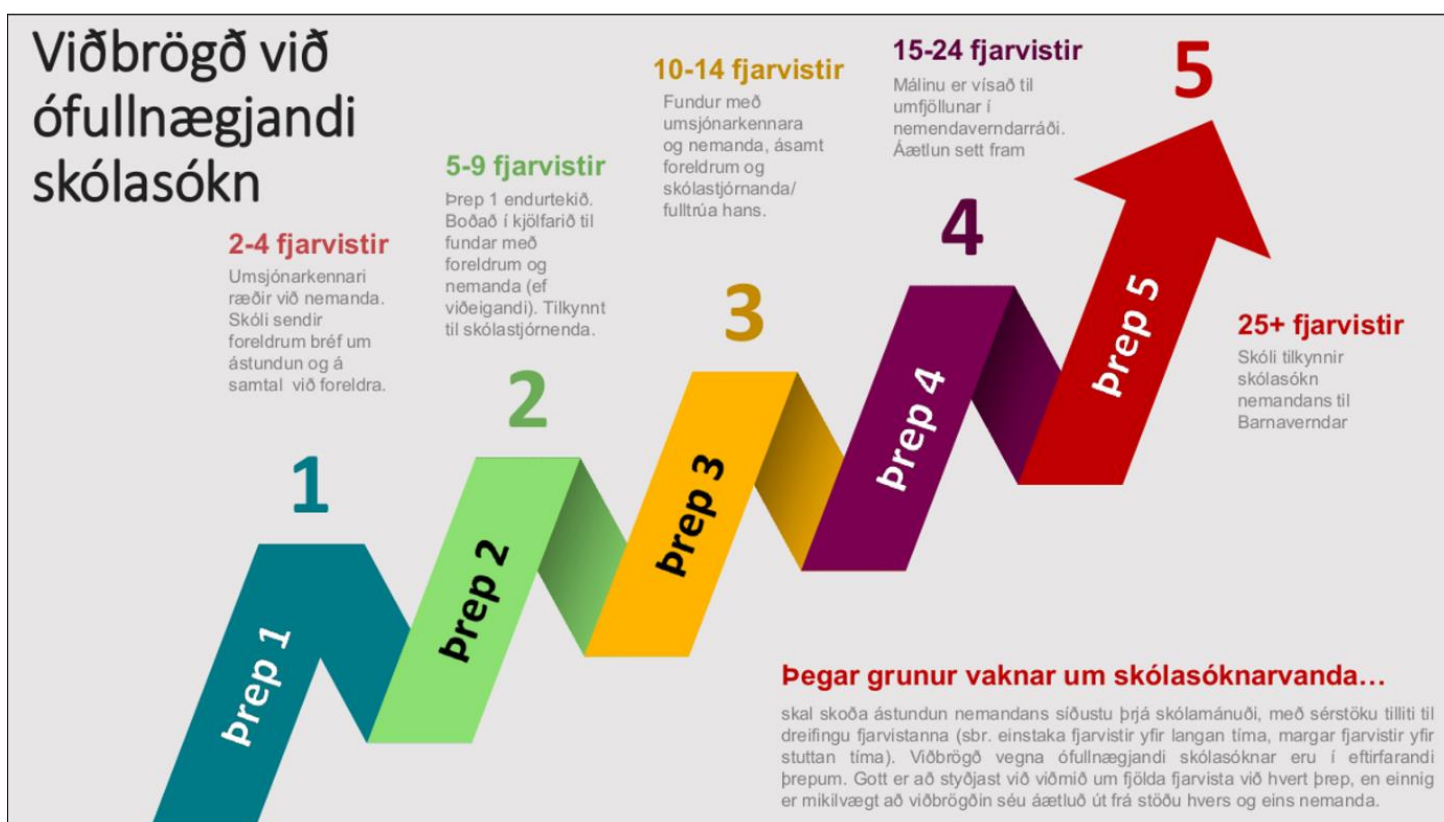 Viðbrögð við
ófullnægjandi
skólasókn
2-4 fjarvistir
Umsjónarkennari
ræðir við nemanda.
Skóli sendir
foreldrum bréf um
ástundun og á
samtal við foreldra.
1
Þrep 1
5-9 fjarvistir
Þrep 1 endurtekið.
Boðað í kjölfarið til
fundar með
foreldrum og
nemanda (ef
viðeigandi). Tilkynnt
til skólastjórnenda.
2
Þrep 2
10-14 fjarvistir
Fundur með
umsjónarkennara
og nemanda, ásamt
foreldrum og
skólastjórnanda/
fulltrúa hans.
3
Þrep 3
15-24 fjarvistir
Málinu er vísað til
umfjöllunar í
nemendaverndarráði.
Áætlun sett fram
4
Þrep 4
5
Þrep 5
25+ fjarvistir
Skóli tilkynnir
skólasókn
nemandans til
Barnaverndar
Þegar grunur vaknar um skólasóknarvanda…
skal skoða ástundun nemandans síðustu þrjá skólamánuði, með sérstöku tilliti til
dreifingu fjarvistanna (sbr. einstaka fjarvistir yfir langan tíma, margar fjarvistir yfir
stuttan tíma). Viðbrögð vegna ófullnægjandi skólasóknar eru í eftirfarandi
þrepum. Gott er að styðjast við viðmið um fjölda fjarvista við hvert þrep, en einnig
er mikilvægt að viðbrögðin séu áætluð út frá stöðu hvers og eins nemanda.